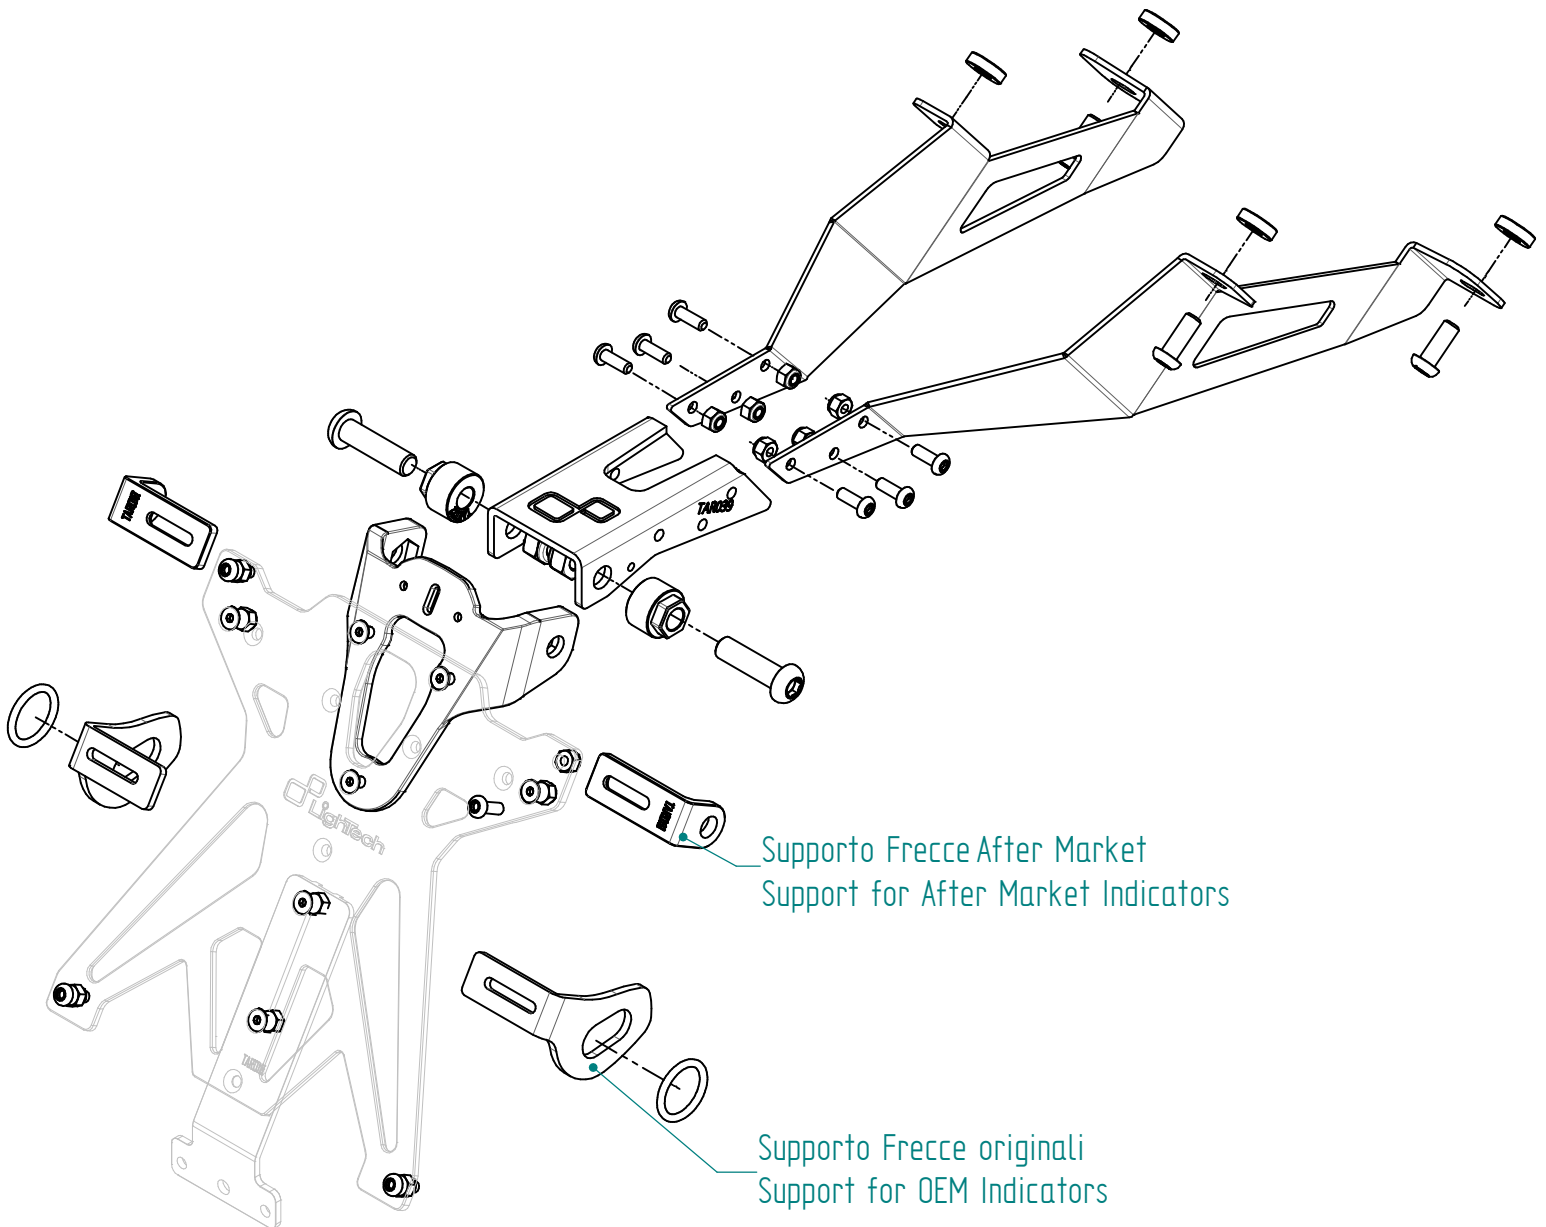 TAR039
LighTech
Supporto Frecce After Market
Support for After Market Indicators
Supporto Frecce originali
Support for OEM Indicators